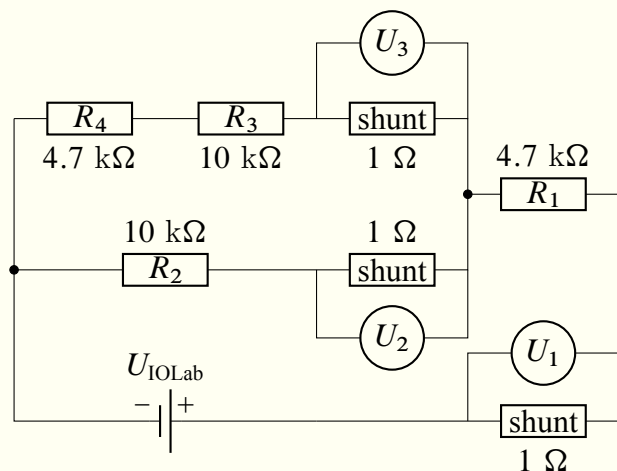 U₃
R₄ R₃ shunt
4.7 kΩ 10 kΩ 1 Ω 4.7 kΩ
R₁
10 kΩ 1 Ω
R₂ shunt
U₂
U_IOLab U₁
− +
shunt
1 Ω